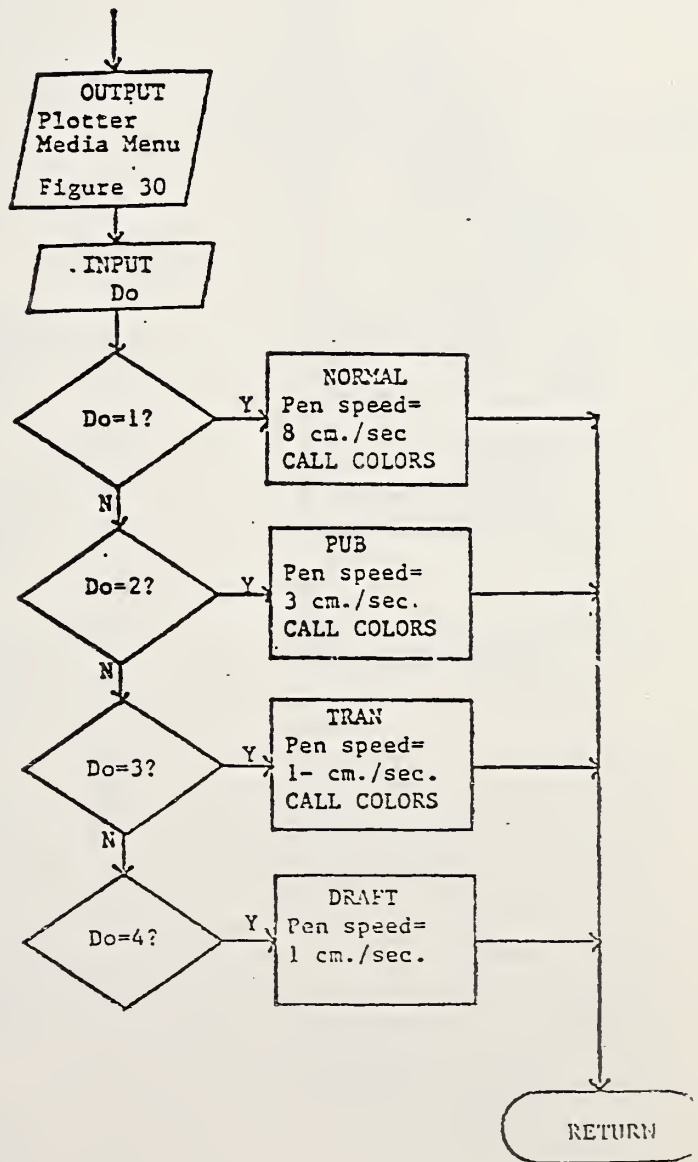 OUTPUT
Plotter
Media Menu
Figure 30
.INPUT
Do
Do=1?
Y
NORMAL
Pen speed=
8 cm./sec
CALL COLORS
N
Do=2?
Y
PUB
Pen speed=
3 cm./sec.
CALL COLORS
N
Do=3?
Y
TRAN
Pen speed=
1- cm./sec.
CALL COLORS
N
Do=4?
Y
DRAFT
Pen speed=
1 cm./sec.
RETURN